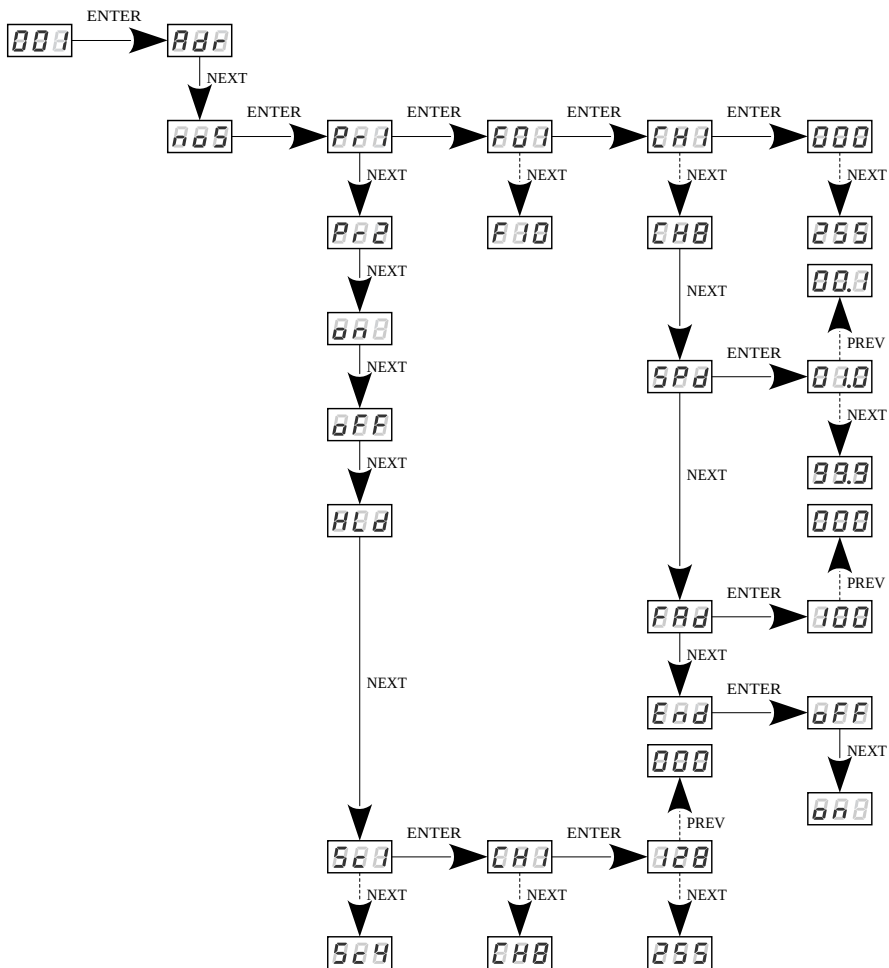 ENTER
001 Adr
NEXT
noS ENTER Pr1 ENTER F01 ENTER CH1 ENTER 000
NEXT NEXT NEXT NEXT
Pr2 F10 CH8 255
NEXT
00.1
NEXT
on
PREV
SPd ENTER 01.0
NEXT
NEXT
oFF
NEXT
99.9
HLd
000
NEXT
PREV
FAd ENTER 100
NEXT
NEXT
End ENTER oFF
NEXT
000
on
PREV
Sc1 ENTER CH1 ENTER 128
NEXT NEXT NEXT
Sc4 CH8 255